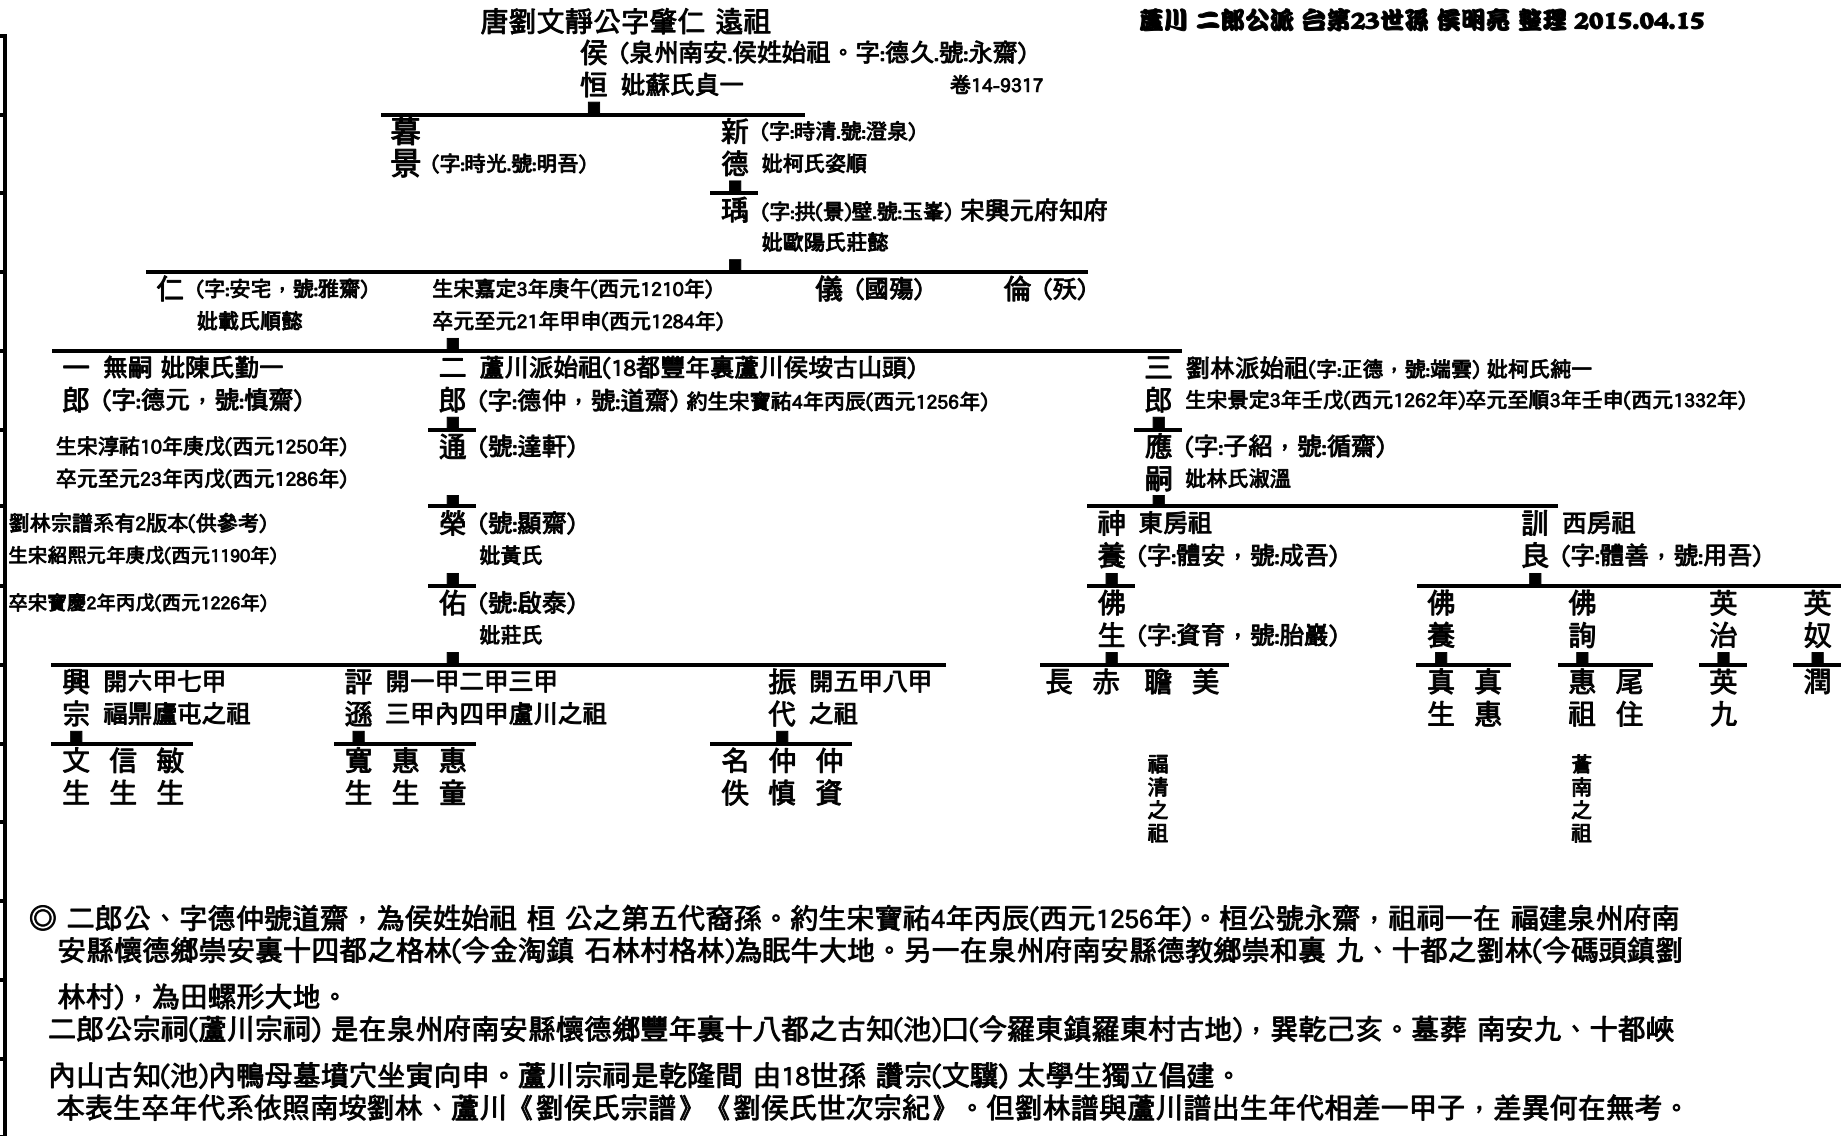 唐劉文靜公字肇仁 遠祖
蘆川 二郎公派 台第23世孫 侯明亮 整理 2015.04.15
侯恒 (泉州南安.侯姓始祖。字:德久.號:永齋)
妣蘇氏貞一
卷14-9317
暮景 (字:時光.號:明吾)
新德 (字:時清.號:澄泉)
妣柯氏姿順
瑀 (字:拱(景)壁.號:玉峯) 宋興元府知府
妣歐陽氏莊懿
仁 (字:安宅，號:雅齋)
妣載氏順懿
生宋嘉定3年庚午(西元1210年)
卒元至元21年甲申(西元1284年)
儀 (國殤)
倫 (殀)
一郎 無嗣 妣陳氏勤一
(字:德元，號:慎齋)
生宋淳祐10年庚戊(西元1250年)
卒元至元23年丙戊(西元1286年)
二郎 蘆川派始祖(18都豐年裏蘆川侯垵古山頭)
(字:德仲，號:道齋) 約生宋寶祐4年丙辰(西元1256年)
三郎 劉林派始祖(字:正德，號:端雲) 妣柯氏純一
生宋景定3年壬戊(西元1262年)卒元至順3年壬申(西元1332年)
通 (號:達軒)
應嗣 (字:子紹，號:循齋)
妣林氏淑溫
劉林宗譜系有2版本(供參考)
生宋紹熙元年庚戊(西元1190年)
卒宋寶慶2年丙戊(西元1226年)
榮 (號:顯齋)
妣黃氏
神養 東房祖
(字:體安，號:成吾)
訓良 西房祖
(字:體善，號:用吾)
佑 (號:啟泰)
妣莊氏
佛生 (字:資育，號:胎巖)
佛養
佛詢
英治
英奴
興宗 開六甲七甲
福鼎廬屯之祖
評遜 開一甲二甲三甲
三甲內四甲盧川之祖
振代 開五甲八甲
之祖
長 赤 瞻 美
真生
真惠
惠祖
尾住
英九
潤
文生
信生
敏生
寬生
惠生
惠童
名佚
仲慎
仲資
福清之祖
蒼南之祖
◎ 二郎公、字德仲號道齋，為侯姓始祖 桓 公之第五代裔孫。約生宋寶祐4年丙辰(西元1256年)。桓公號永齋，祖祠一在 福建泉州府南
安縣懷德鄉崇安裏十四都之格林(今金淘鎮 石林村格林)為眠牛大地。另一在泉州府南安縣德教鄉崇和裏 九、十都之劉林(今碼頭鎮劉
林村)，為田螺形大地。
二郎公宗祠(蘆川宗祠) 是在泉州府南安縣懷德鄉豐年裏十八都之古知(池)口(今羅東鎮羅東村古地)，巽乾己亥。墓葬 南安九、十都峽
內山古知(池)內鴨母墓墳穴坐寅向申。蘆川宗祠是乾隆間 由18世孫 讚宗(文驥) 太學生獨立倡建。
本表生卒年代系依照南垵劉林、蘆川《劉侯氏宗譜》《劉侯氏世次宗紀》。但劉林譜與蘆川譜出生年代相差一甲子，差異何在無考。